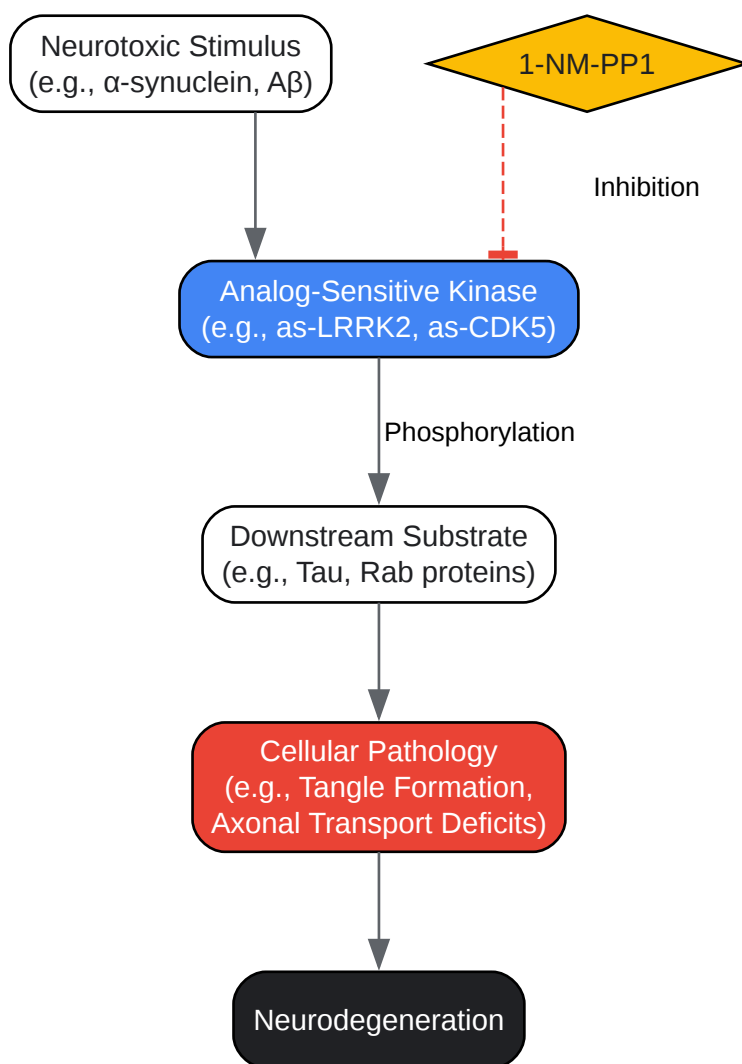 Neurotoxic Stimulus
(e.g., α-synuclein, Aβ)
1-NM-PP1
Inhibition
Analog-Sensitive Kinase
(e.g., as-LRRK2, as-CDK5)
Phosphorylation
Downstream Substrate
(e.g., Tau, Rab proteins)
Cellular Pathology
(e.g., Tangle Formation,
Axonal Transport Deficits)
Neurodegeneration